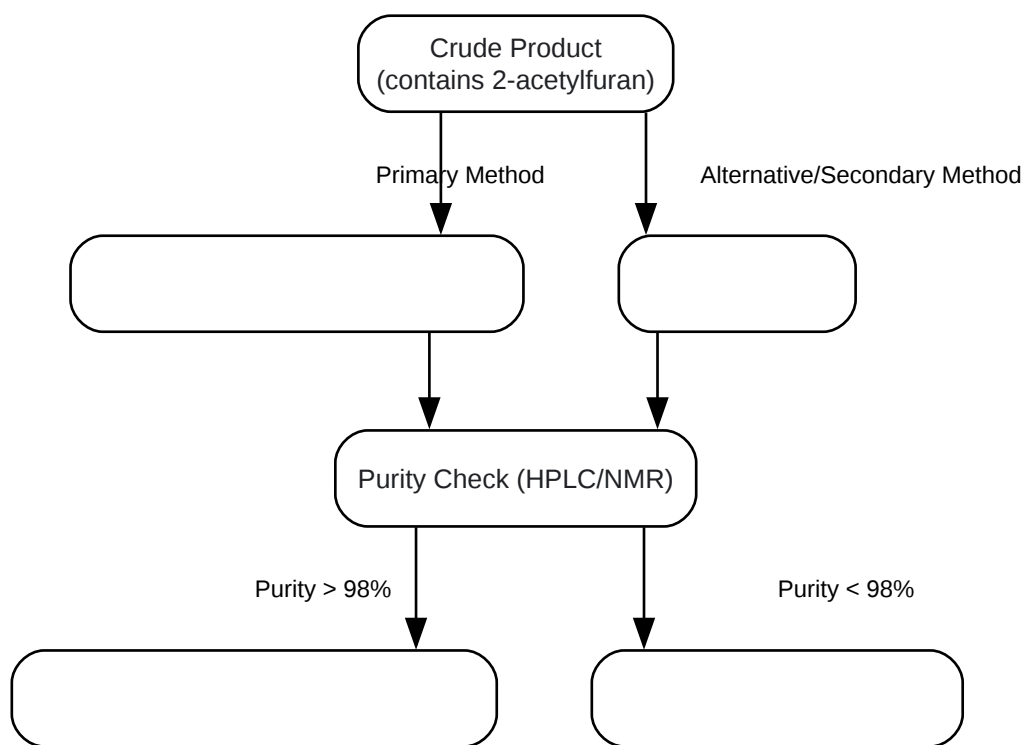 Crude Product
(contains 2-acetylfuran)
Primary Method
Alternative/Secondary Method
Purity Check (HPLC/NMR)
Purity > 98%
Purity < 98%